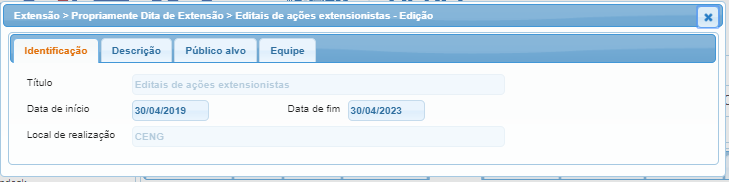 Extensão > Propriamente Dita de Extensão > Editais de ações extensionistas - Edição
Identificação Descrição Público alvo Equipe
Título Editais de ações extensionistas
Data de início 30/04/2019 Data de fim 30/04/2023
Local de realização CENG